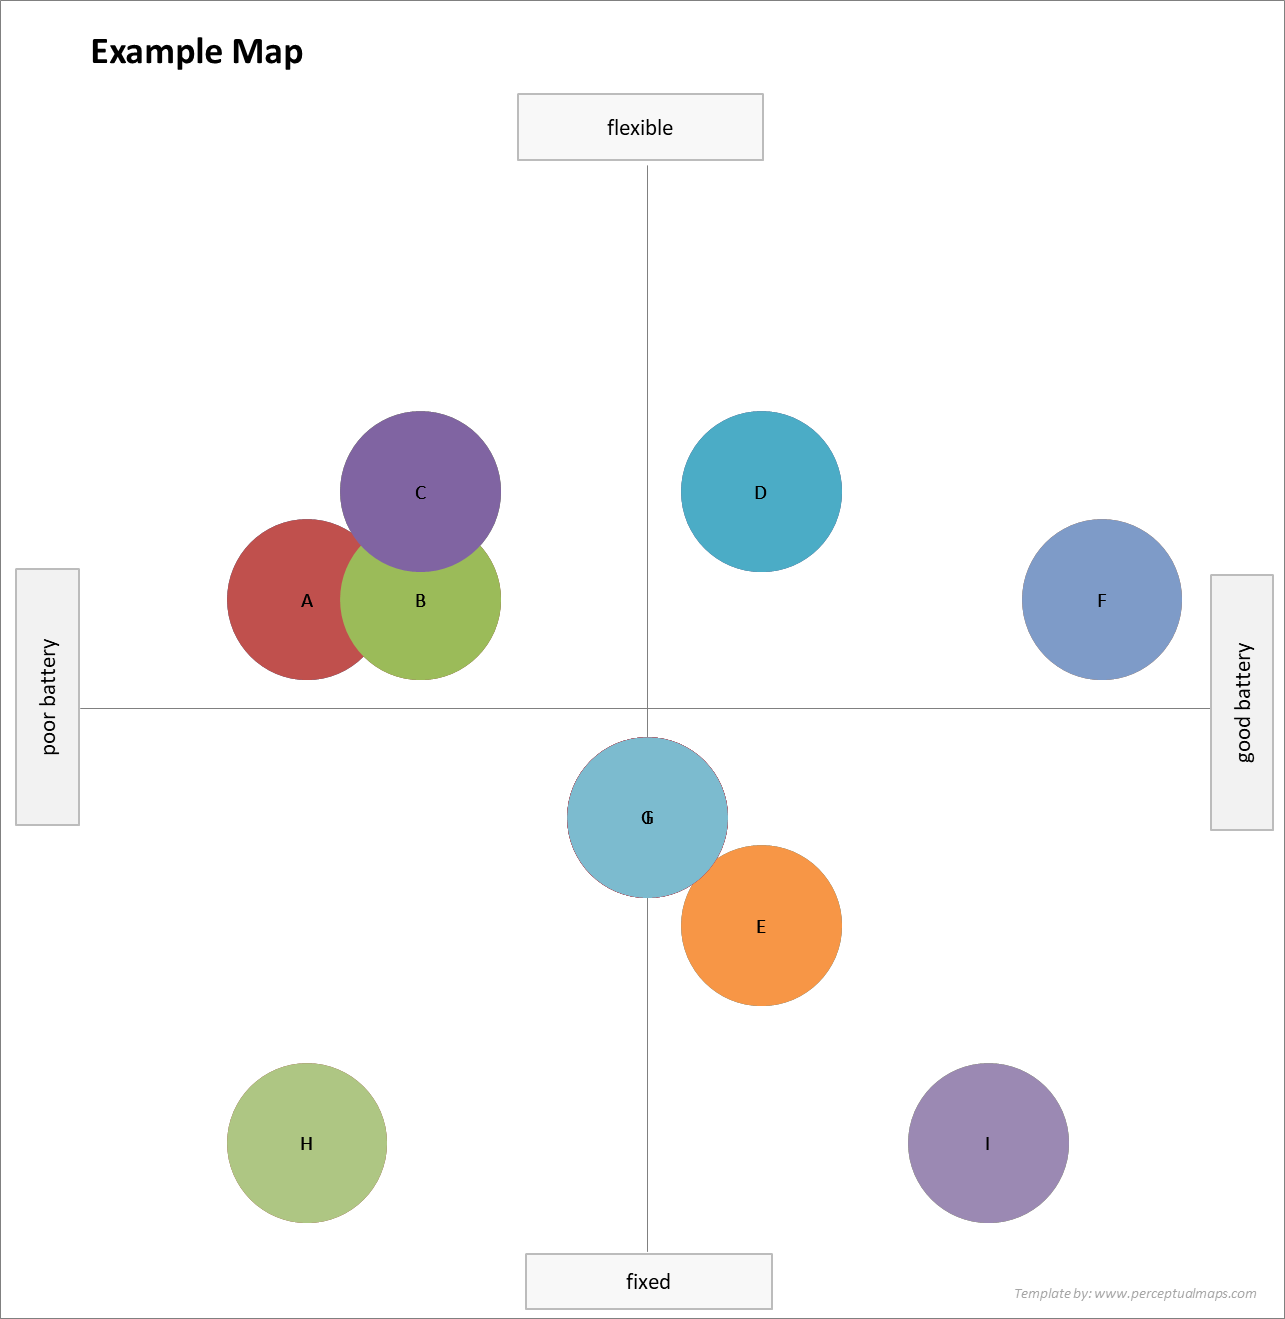 Example Map
flexible
C
D
A
B
F
poor battery
good battery
E
H
I
fixed
Template by: www.perceptualmaps.com